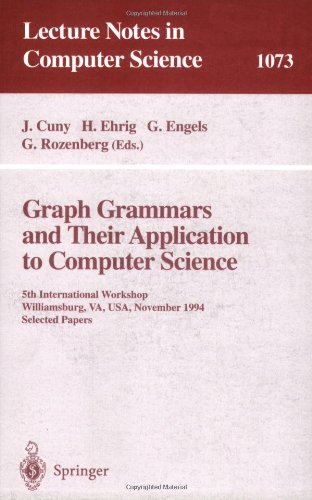 Lecture Notes in
Computer Science 1073
J. Cuny H. Ehrig G. Engels
G. Rozenberg (Eds.)
Graph Grammars
and Their Application
to Computer Science
5th International Workshop
Williamsburg, VA, USA, November 1994
Selected Papers
Springer